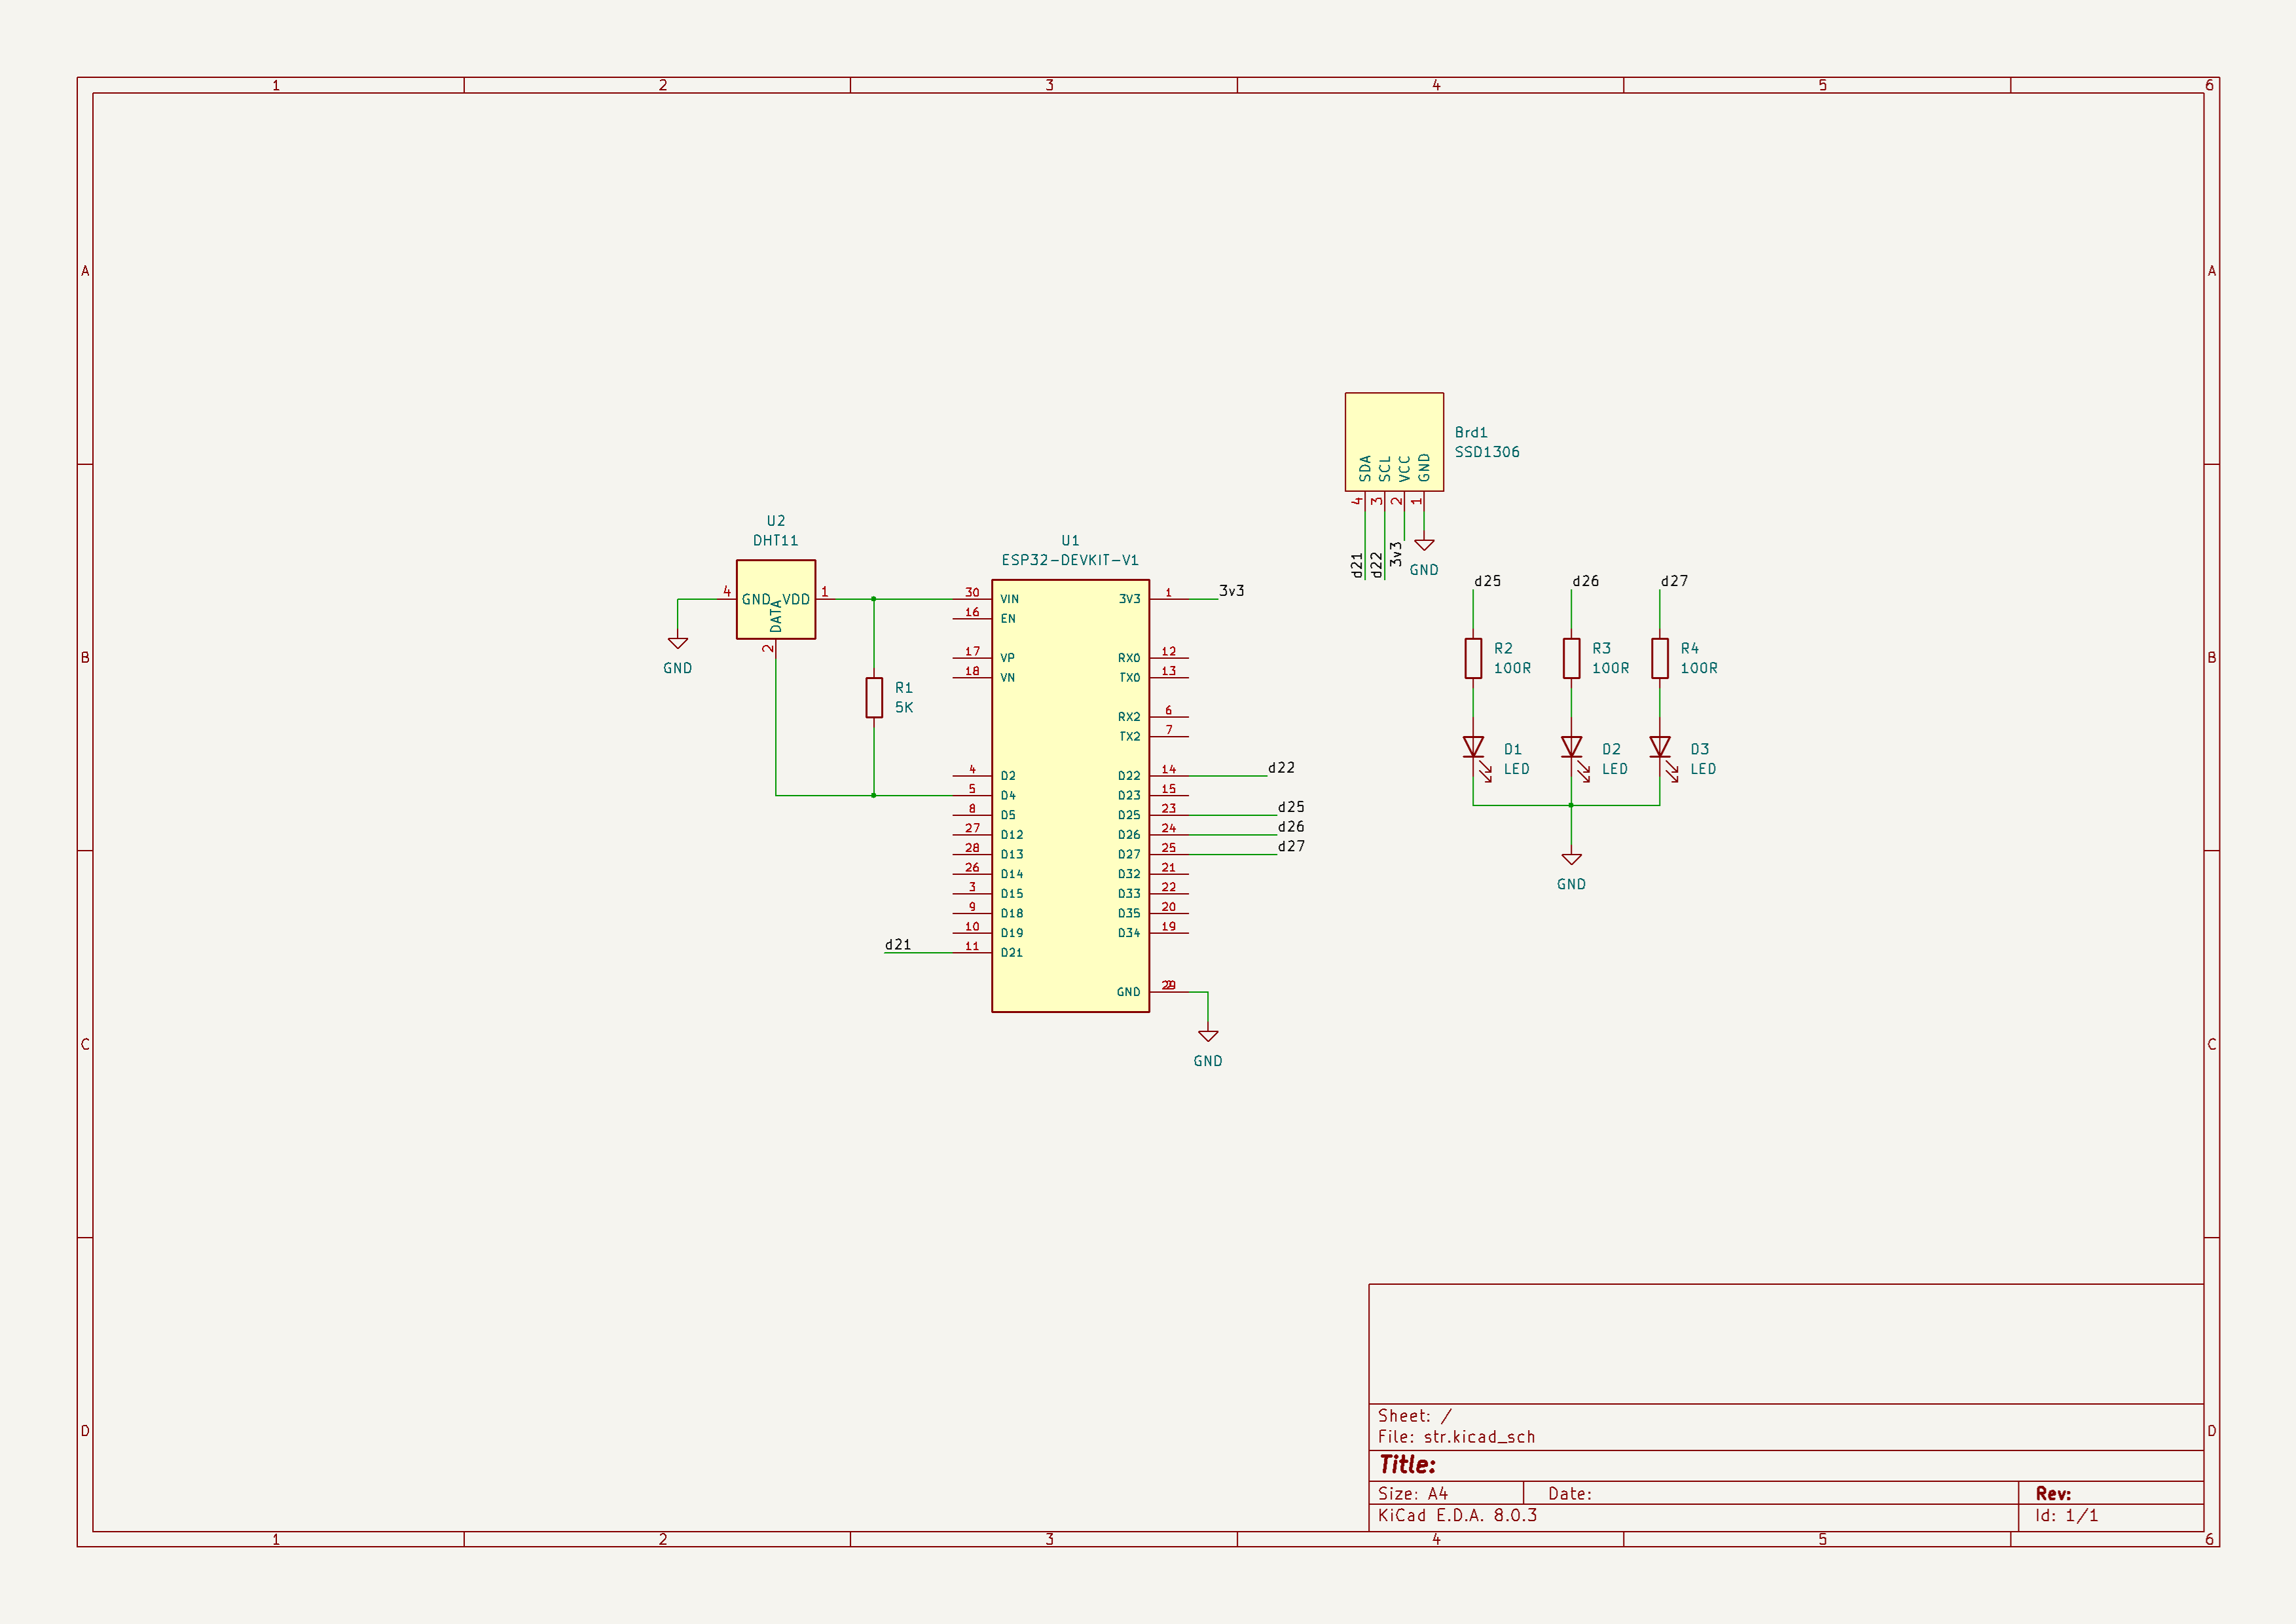 1 2 3 4 5 6
A A
Brd1
SSD1306
SDA SCL VCC GND
4 3 2 1
d21 d22 3v3
GND
U2
DHT11
4 GND VDD 1
DATA
2
GND
R1
5K
U1
ESP32-DEVKIT-V1
30 VIN 3V3 1 3v3
16 EN
17 VP RX0 12
18 VN TX0 13
RX2 6
TX2 7
4 D2 D22 14 d22
5 D4 D23 15
8 D5 D25 23 d25
27 D12 D26 24 d26
28 D13 D27 25 d27
26 D14 D32 21
3 D15 D33 22
9 D18 D35 20
10 D19 D34 19
d21 11 D21
GND
GND
d25 d26 d27
R2 R3 R4
100R 100R 100R
D1 D2 D3
LED LED LED
GND
B B
C C
D D
Sheet: /
File: str.kicad_sch
Title:
Size: A4 Date: Rev:
KiCad E.D.A. 8.0.3 Id: 1/1
1 2 3 4 5 6